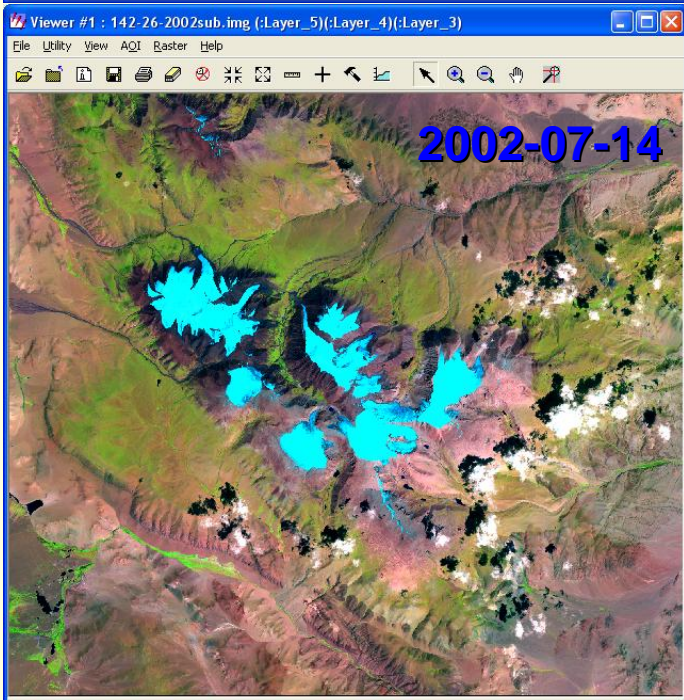 Viewer #1 : 142-26-2002sub.img (:Layer_5)(:Layer_4)(:Layer_3)
File Utility View AOI Raster Help
2002-07-14